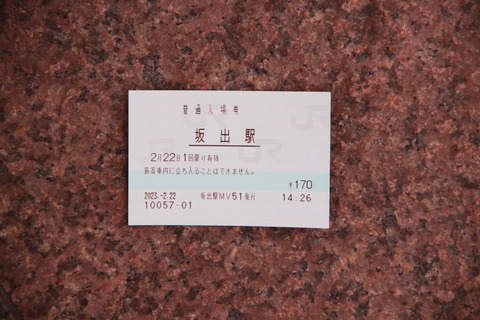 普通入場券
坂出駅
2月22日1回限り有効
旅客車内に立ち入ることはできません。
¥170
2023.-2.22 坂出駅MV51発行 14:26
10057-01